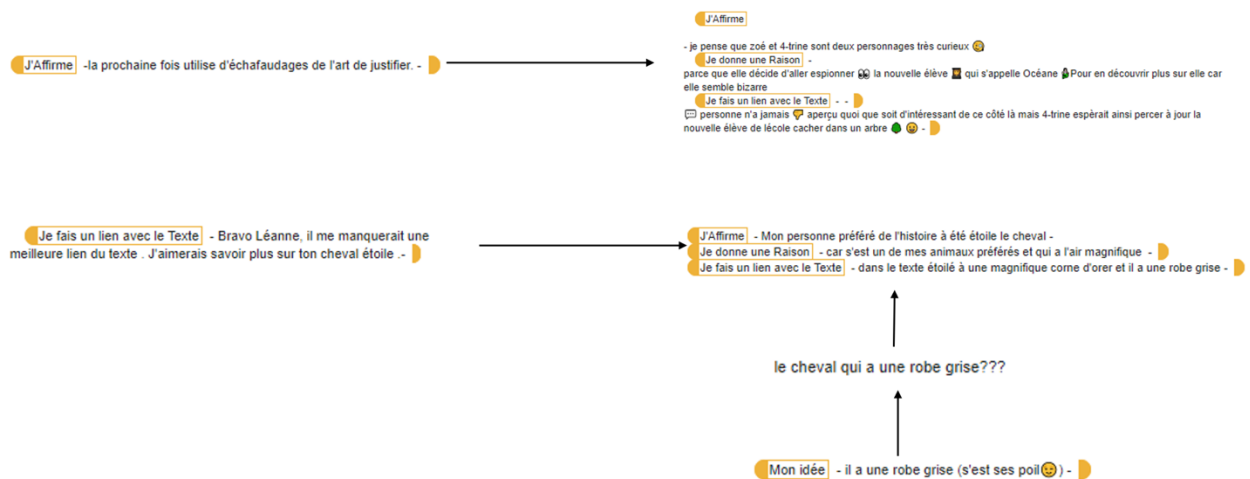 J'Affirme
- je pense que zoé et 4-trine sont deux personnages très curieux 🧐
Je donne une Raison -
parce que elle décide d'aller espionner 👀 la nouvelle élève 👩‍🎓 qui s'appelle Océane 🧜‍♀️Pour en découvrir plus sur elle car
elle semble bizarre
Je fais un lien avec le Texte - -
💬 personne n'a jamais 👎 aperçu quoi que soit d'intéressant de ce côté là mais 4-trine espèrait ainsi percer à jour la
nouvelle élève de lécole cacher dans un arbre 🌳 😀 -
J'Affirme -la prochaine fois utilise d'échafaudages de l'art de justifier. -
Je fais un lien avec le Texte - Bravo Léanne, il me manquerait une
meilleure lien du texte . J'aimerais savoir plus sur ton cheval étoile .-
J'Affirme - Mon personne préféré de l'histoire à été étoile le cheval -
Je donne une Raison - car s'est un de mes animaux préférés et qui a l'air magnifique -
Je fais un lien avec le Texte - dans le texte étoilé à une magnifique corne d'orer et il a une robe grise -
le cheval qui a une robe grise???
Mon idée - il a une robe grise (s'est ses poil😉) -